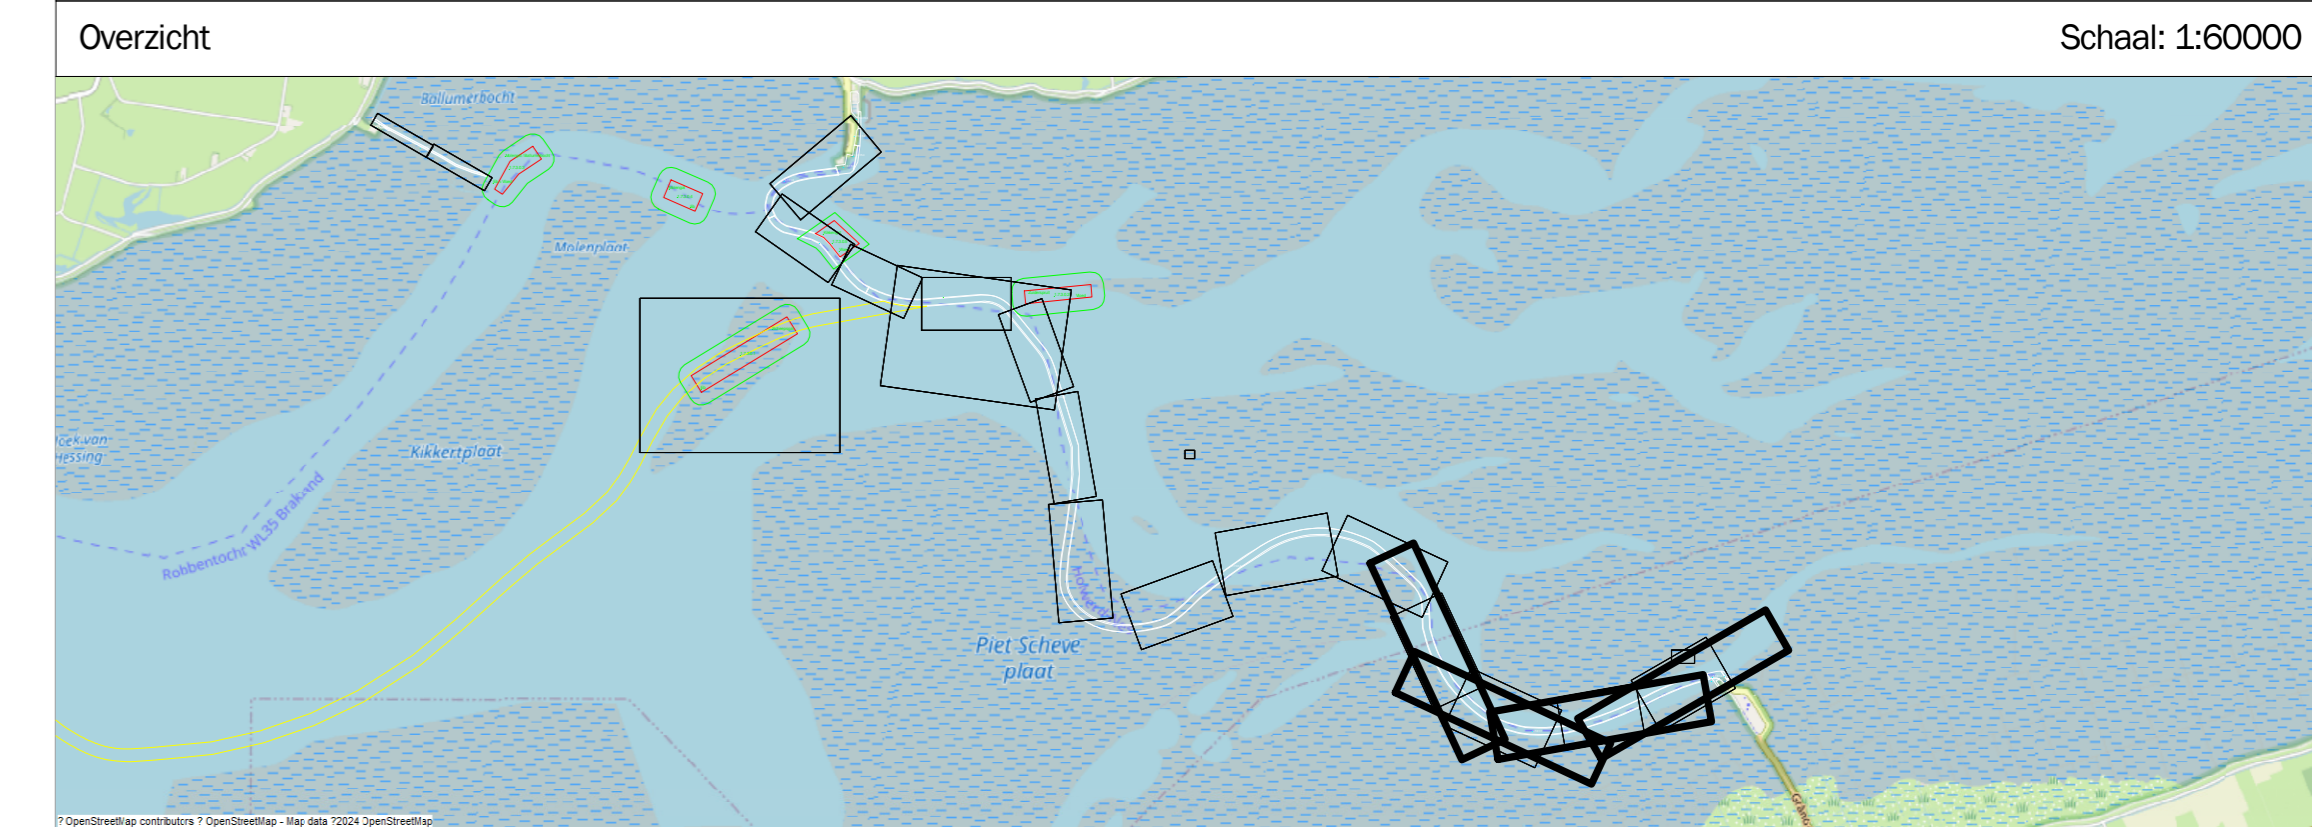 Overzicht
Schaal: 1:60000
Ballumerbocht
Molenplaat
Kikkertplaat
Hessing
Robbentocht WL35 Brakzand
Piet Scheve
plaat
? OpenStreetMap contributors ? OpenStreetMap - Map data ?2024 OpenStreetMap